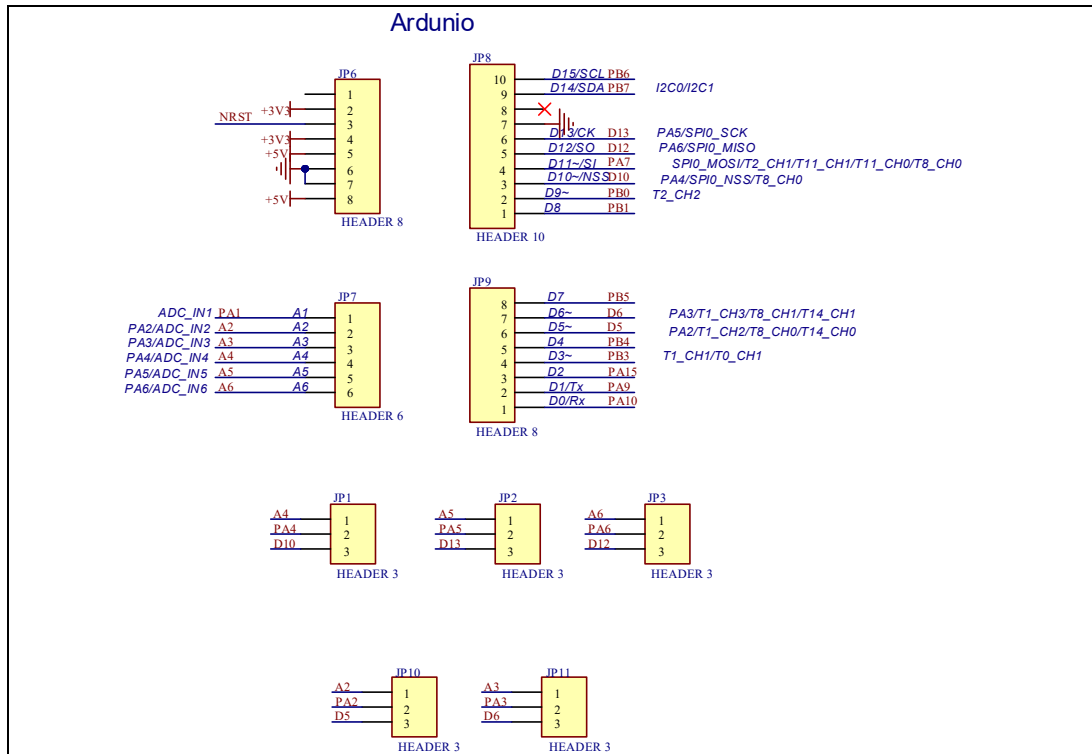 Ardunio
JP6
1
+3V3 2
NRST 3
+3V3 4
+5V 5
6
7
+5V 8
HEADER 8
JP8
10 D15/SCL PB6
9 D14/SDA PB7 I2C0/I2C1
8
7
6 D13/CK D13 PA5/SPI0_SCK
5 D12/SO D12 PA6/SPI0_MISO
4 D11~/SI PA7 SPI0_MOSI/T2_CH1/T11_CH1/T11_CH0/T8_CH0
3 D10~/NSS D10 PA4/SPI0_NSS/T8_CH0
2 D9~ PB0 T2_CH2
1 D8 PB1
HEADER 10
JP7
ADC_IN1 PA1 A1 1
PA2/ADC_IN2 A2 A2 2
PA3/ADC_IN3 A3 A3 3
PA4/ADC_IN4 A4 A4 4
PA5/ADC_IN5 A5 A5 5
PA6/ADC_IN6 A6 A6 6
HEADER 6
JP9
8 D7 PB5
7 D6~ D6 PA3/T1_CH3/T8_CH1/T14_CH1
6 D5~ D5 PA2/T1_CH2/T8_CH0/T14_CH0
5 D4 PB4
4 D3~ PB3 T1_CH1/T0_CH1
3 D2 PA15
2 D1/Tx PA9
1 D0/Rx PA10
HEADER 8
JP1
A4 1
PA4 2
D10 3
HEADER 3
JP2
A5 1
PA5 2
D13 3
HEADER 3
JP3
A6 1
PA6 2
D12 3
HEADER 3
JP10
A2 1
PA2 2
D5 3
HEADER 3
JP11
A3 1
PA3 2
D6 3
HEADER 3